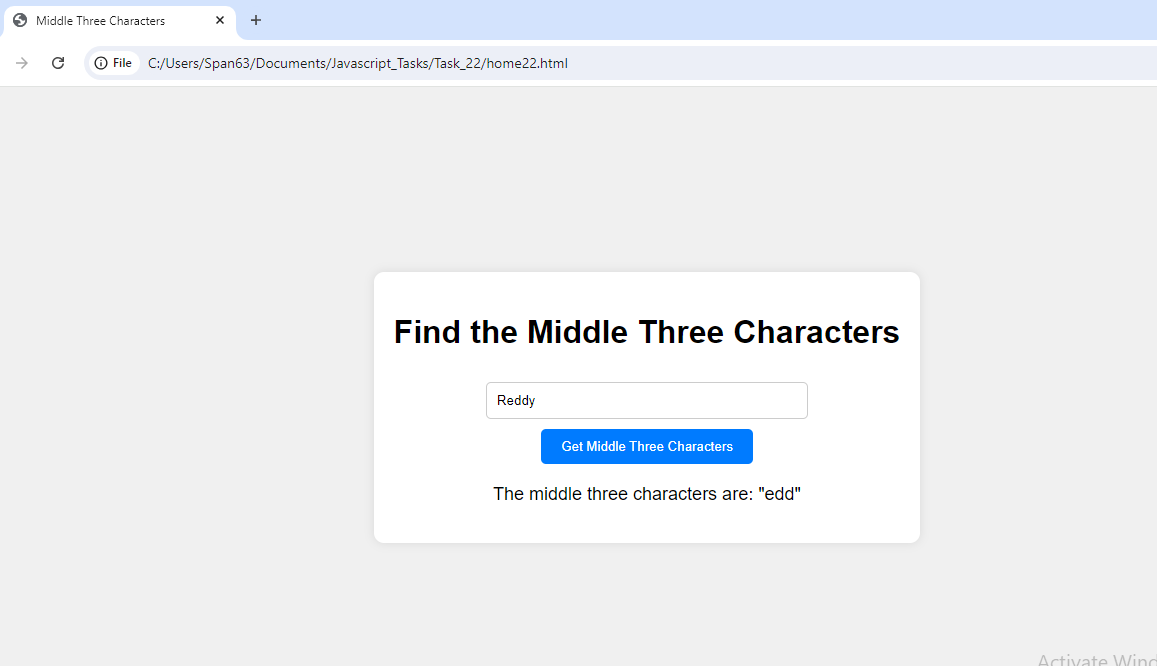 Middle Three Characters
File C:/Users/Span63/Documents/Javascript_Tasks/Task_22/home22.html
Find the Middle Three Characters
Reddy
Get Middle Three Characters
The middle three characters are: "edd"
Activate Wind